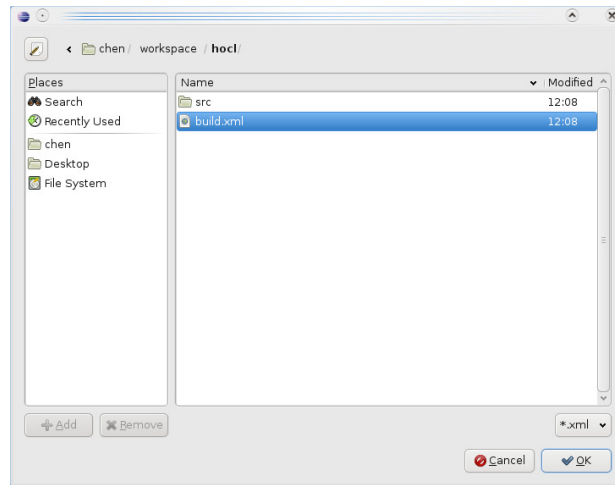 chen / workspace / hocl/
Places
Name Modified
Search
src 12:08
Recently Used
build.xml 12:08
chen
Desktop
File System
Add Remove *.xml
Cancel OK